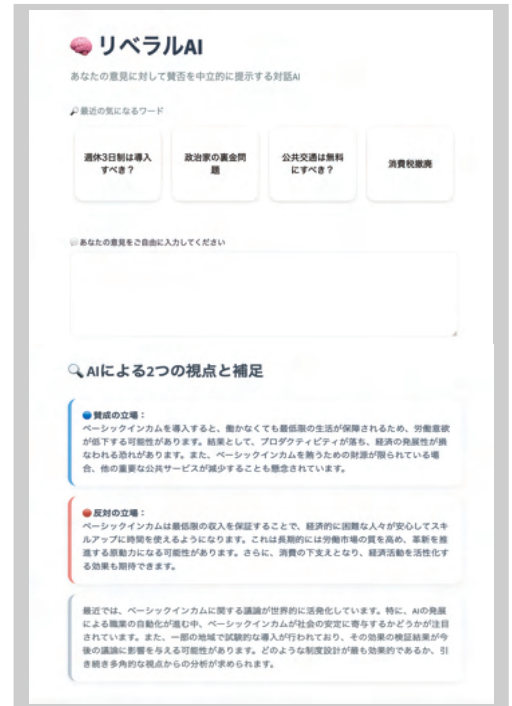 リベラルAI
あなたの意見に対して賛否を中立的に提示する対話AI
最近の気になるワード
週休3日制は導入
すべき？
政治家の裏金問
題
公共交通は無料
にすべき？
消費税撤廃
あなたの意見をご自由に入力してください
AIによる2つの視点と補足
賛成の立場：
ベーシックインカムを導入すると、働かなくても最低限の生活が保障されるため、労働意欲
が低下する可能性があります。結果として、プロダクティビティが落ち、経済の発展性が損
なわれる恐れがあります。また、ベーシックインカムを賄うための財源が限られている場
合、他の重要な公共サービスが減少することも懸念されています。
反対の立場：
ベーシックインカムは最低限の収入を保証することで、経済的に困難な人々が安心してスキ
ルアップに時間を使えるようになります。これは長期的には労働市場の質を高め、革新を推
進する原動力になる可能性があります。さらに、消費の下支えとなり、経済活動を活性化す
る効果も期待できます。
最近では、ベーシックインカムに関する議論が世界的に活発化しています。特に、AIの発展
による職業の自動化が進む中、ベーシックインカムが社会の安定に寄与するかどうかが注目
されています。また、一部の地域で試験的な導入が行われており、その効果の検証結果が今
後の議論に影響を与える可能性があります。どのような制度設計が最も効果的であるか、引
き続き多角的な視点からの分析が求められます。